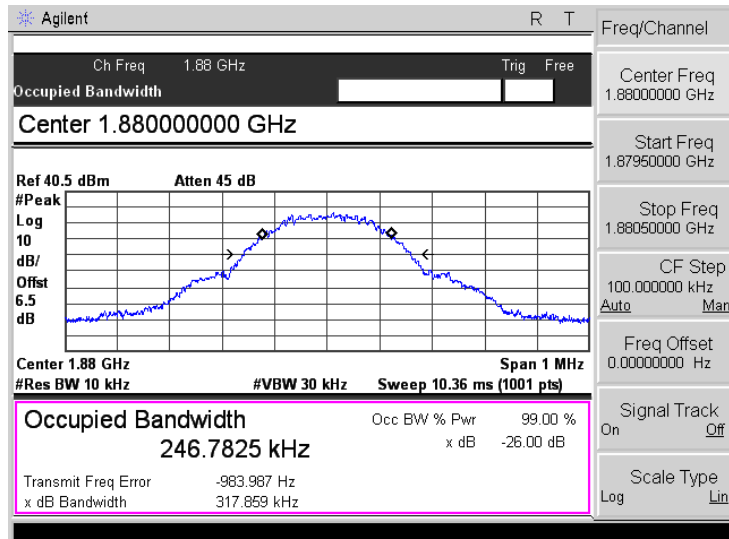 Agilent R T
Ch Freq 1.88 GHz Trig Free
Occupied Bandwidth
Center 1.880000000 GHz
Ref 40.5 dBm Atten 45 dB
#Peak
Log
10
dB/
Offst
6.5
dB
Center 1.88 GHz Span 1 MHz
#Res BW 10 kHz #VBW 30 kHz Sweep 10.36 ms (1001 pts)
Occupied Bandwidth Occ BW % Pwr 99.00 %
246.7825 kHz x dB -26.00 dB
Transmit Freq Error -983.987 Hz
x dB Bandwidth 317.859 kHz
Freq/Channel
Center Freq
1.88000000 GHz
Start Freq
1.87950000 GHz
Stop Freq
1.88050000 GHz
CF Step
100.000000 kHz
Auto Man
Freq Offset
0.00000000 Hz
Signal Track
On Off
Scale Type
Log Lin